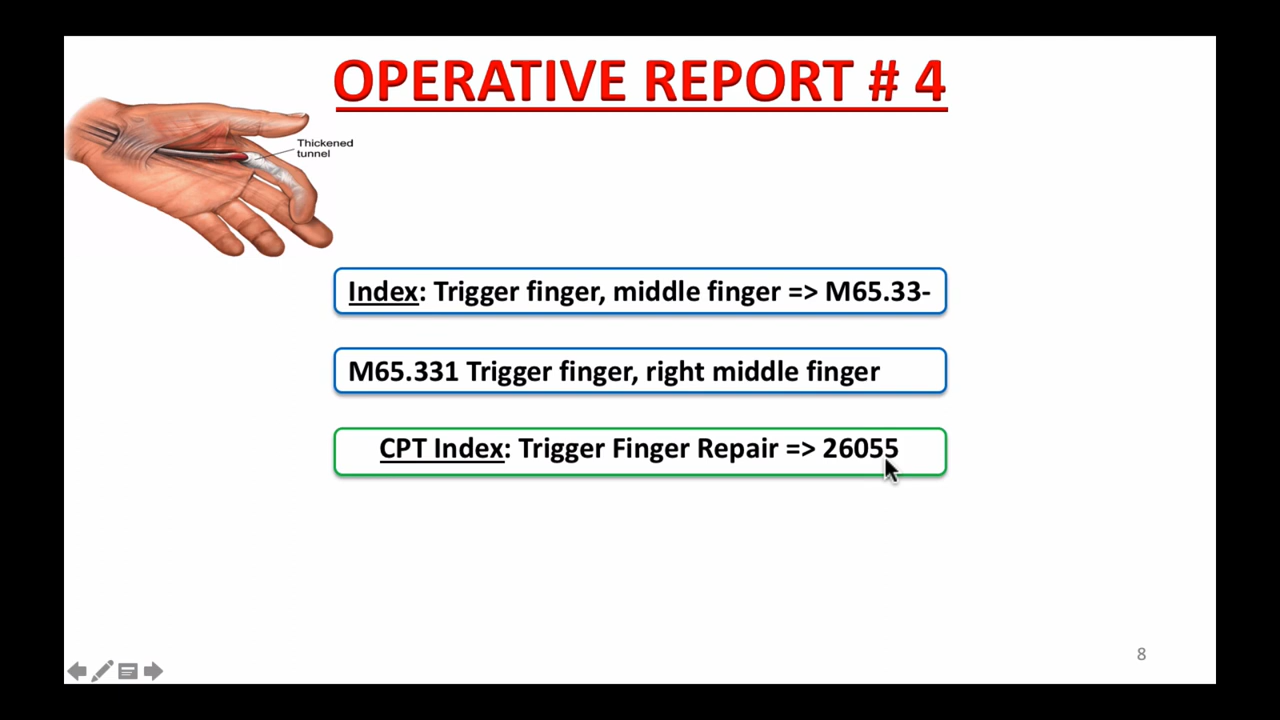 OPERATIVE REPORT # 4
Thickened
tunnel
Index: Trigger finger, middle finger => M65.33-
M65.331 Trigger finger, right middle finger
CPT Index: Trigger Finger Repair => 26055
8